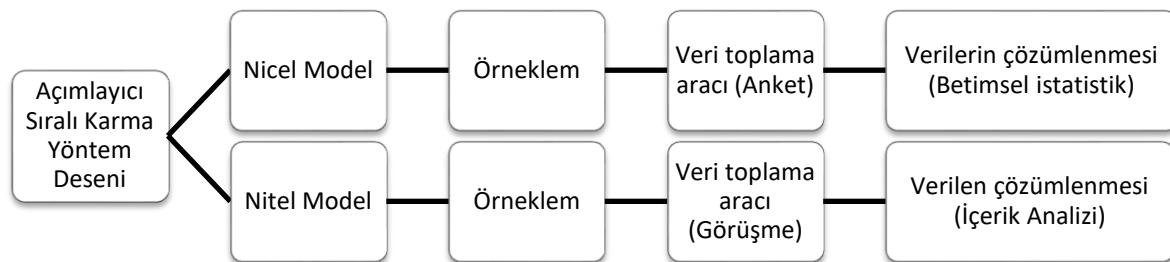 Açımlayıcı
Sıralı Karma
Yöntem
Deseni
Nicel Model
Örneklem
Veri toplama
aracı (Anket)
Verilerin çözümlenmesi
(Betimsel istatistik)
Nitel Model
Örneklem
Veri toplama
aracı
(Görüşme)
Verilen çözümlenmesi
(İçerik Analizi)